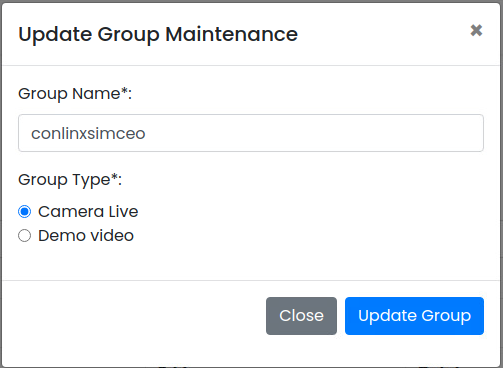 Update Group Maintenance
Group Name*:
conlinxsimceo
Group Type*:
Camera Live
Demo video
Close Update Group